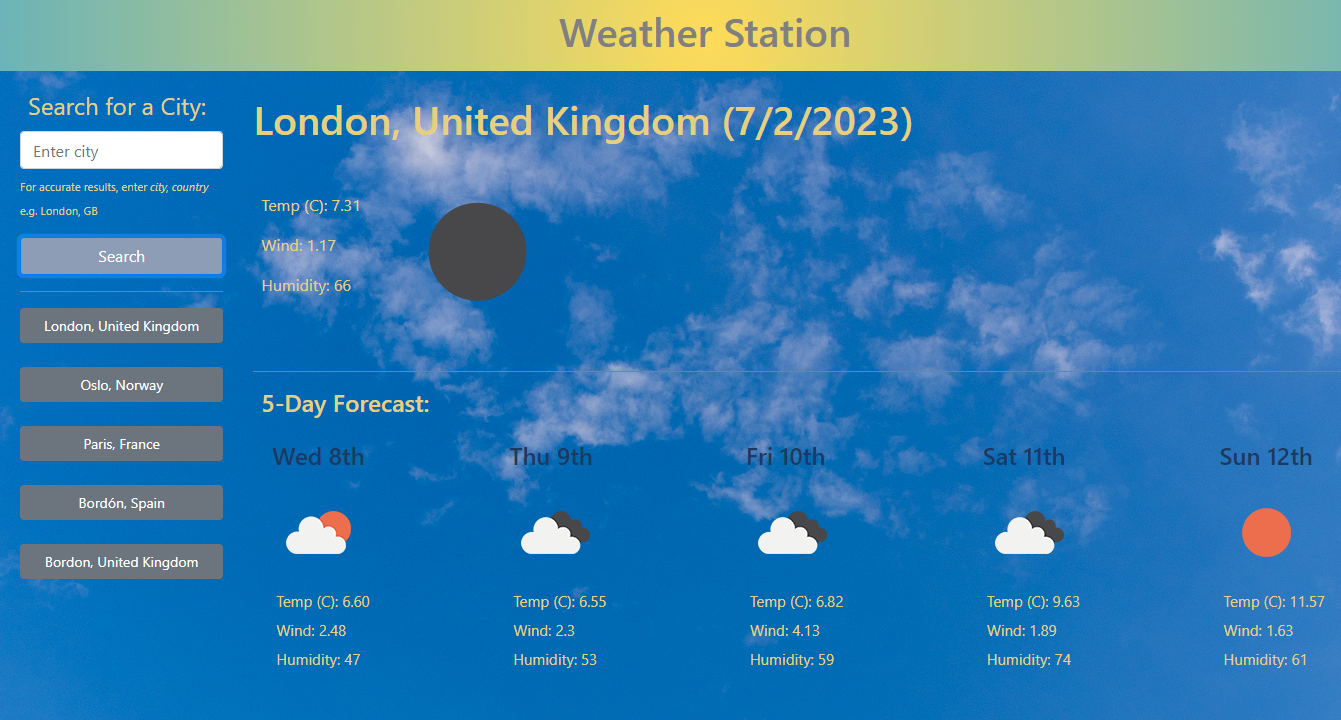 Weather Station
Search for a City:
Enter city
For accurate results, enter city, country
e.g. London, GB
Search
London, United Kingdom
Oslo, Norway
Paris, France
Bordón, Spain
Bordon, United Kingdom
London, United Kingdom (7/2/2023)
Temp (C): 7.31
Wind: 1.17
Humidity: 66
5-Day Forecast:
Wed 8th
Temp (C): 6.60
Wind: 2.48
Humidity: 47
Thu 9th
Temp (C): 6.55
Wind: 2.3
Humidity: 53
Fri 10th
Temp (C): 6.82
Wind: 4.13
Humidity: 59
Sat 11th
Temp (C): 9.63
Wind: 1.89
Humidity: 74
Sun 12th
Temp (C): 11.57
Wind: 1.63
Humidity: 61